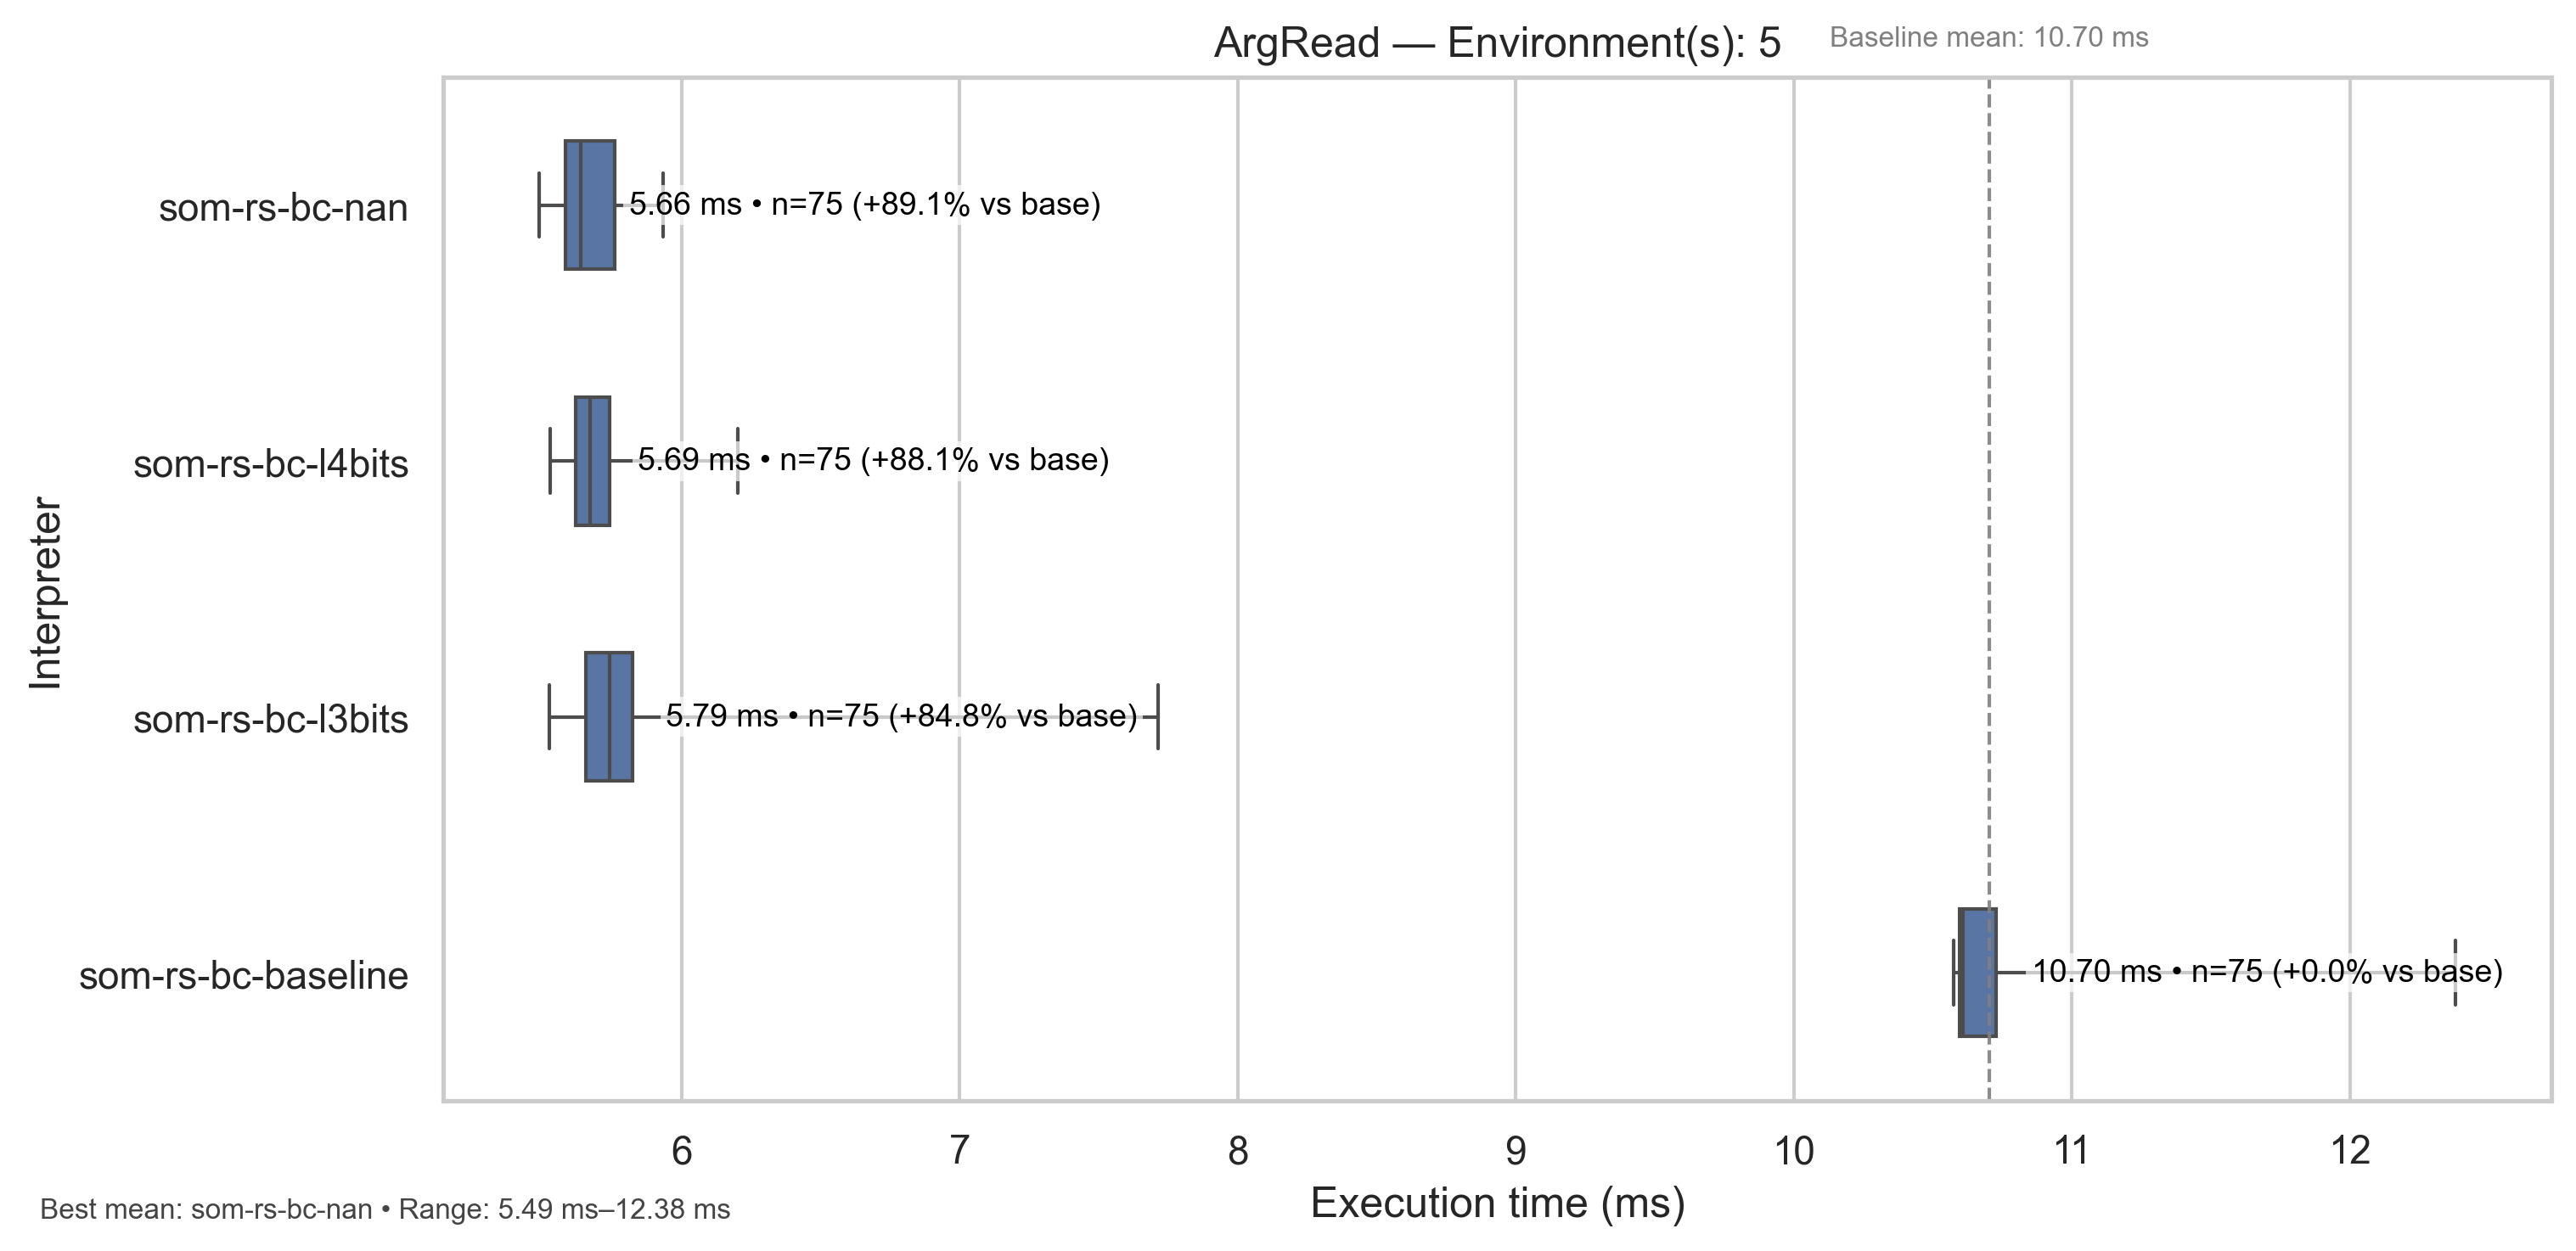 ArgRead — Environment(s): 5
Baseline mean: 10.70 ms
Interpreter
som-rs-bc-nan
5.66 ms • n=75 (+89.1% vs base)
som-rs-bc-l4bits
5.69 ms • n=75 (+88.1% vs base)
som-rs-bc-l3bits
5.79 ms • n=75 (+84.8% vs base)
som-rs-bc-baseline
10.70 ms • n=75 (+0.0% vs base)
6 7 8 9 10 11 12
Execution time (ms)
Best mean: som-rs-bc-nan • Range: 5.49 ms–12.38 ms